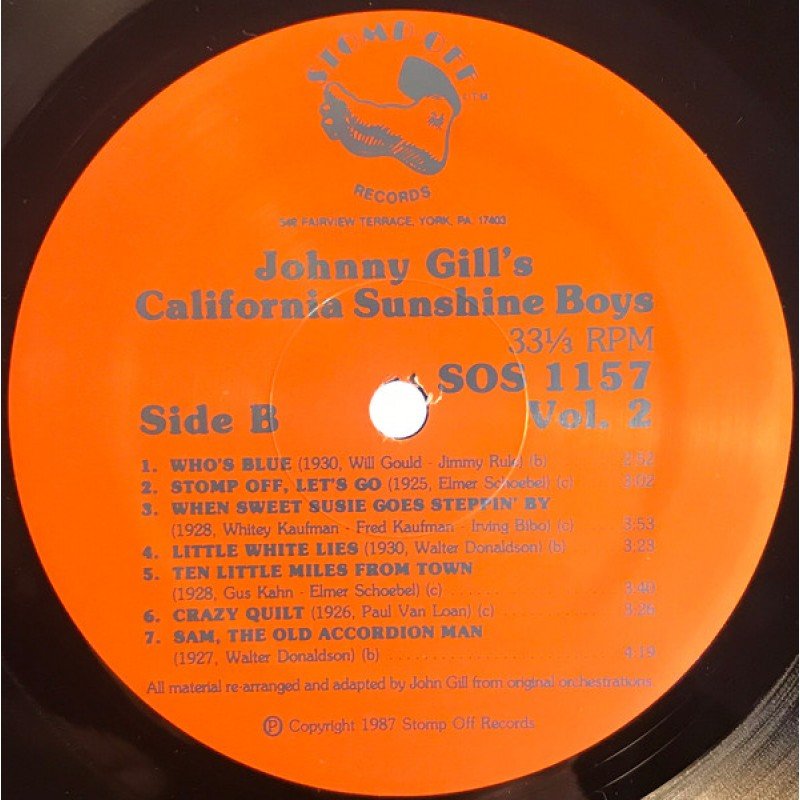 STOMP OFF
TM
RECORDS
548 FAIRVIEW TERRACE, YORK, PA. 17403
Johnny Gill's
California Sunshine Boys
33⅓ RPM
SOS 1157
Side B Vol. 2
1. WHO'S BLUE (1930, Will Gould - Jimmy Rule) (b) 2:52
2. STOMP OFF, LET'S GO (1925, Elmer Schoebel) (c) 3:02
3. WHEN SWEET SUSIE GOES STEPPIN' BY
(1928, Whitey Kaufman - Fred Kaufman - Irving Bibo) (c) 3:53
4. LITTLE WHITE LIES (1930, Walter Donaldson) (b) 3:23
5. TEN LITTLE MILES FROM TOWN
(1928, Gus Kahn - Elmer Schoebel) (c) 3:40
6. CRAZY QUILT (1926, Paul Van Loan) (c) 3:26
7. SAM, THE OLD ACCORDION MAN
(1927, Walter Donaldson) (b) 4:19
All material re-arranged and adapted by John Gill from original orchestrations.
Ⓟ Copyright 1987 Stomp Off Records